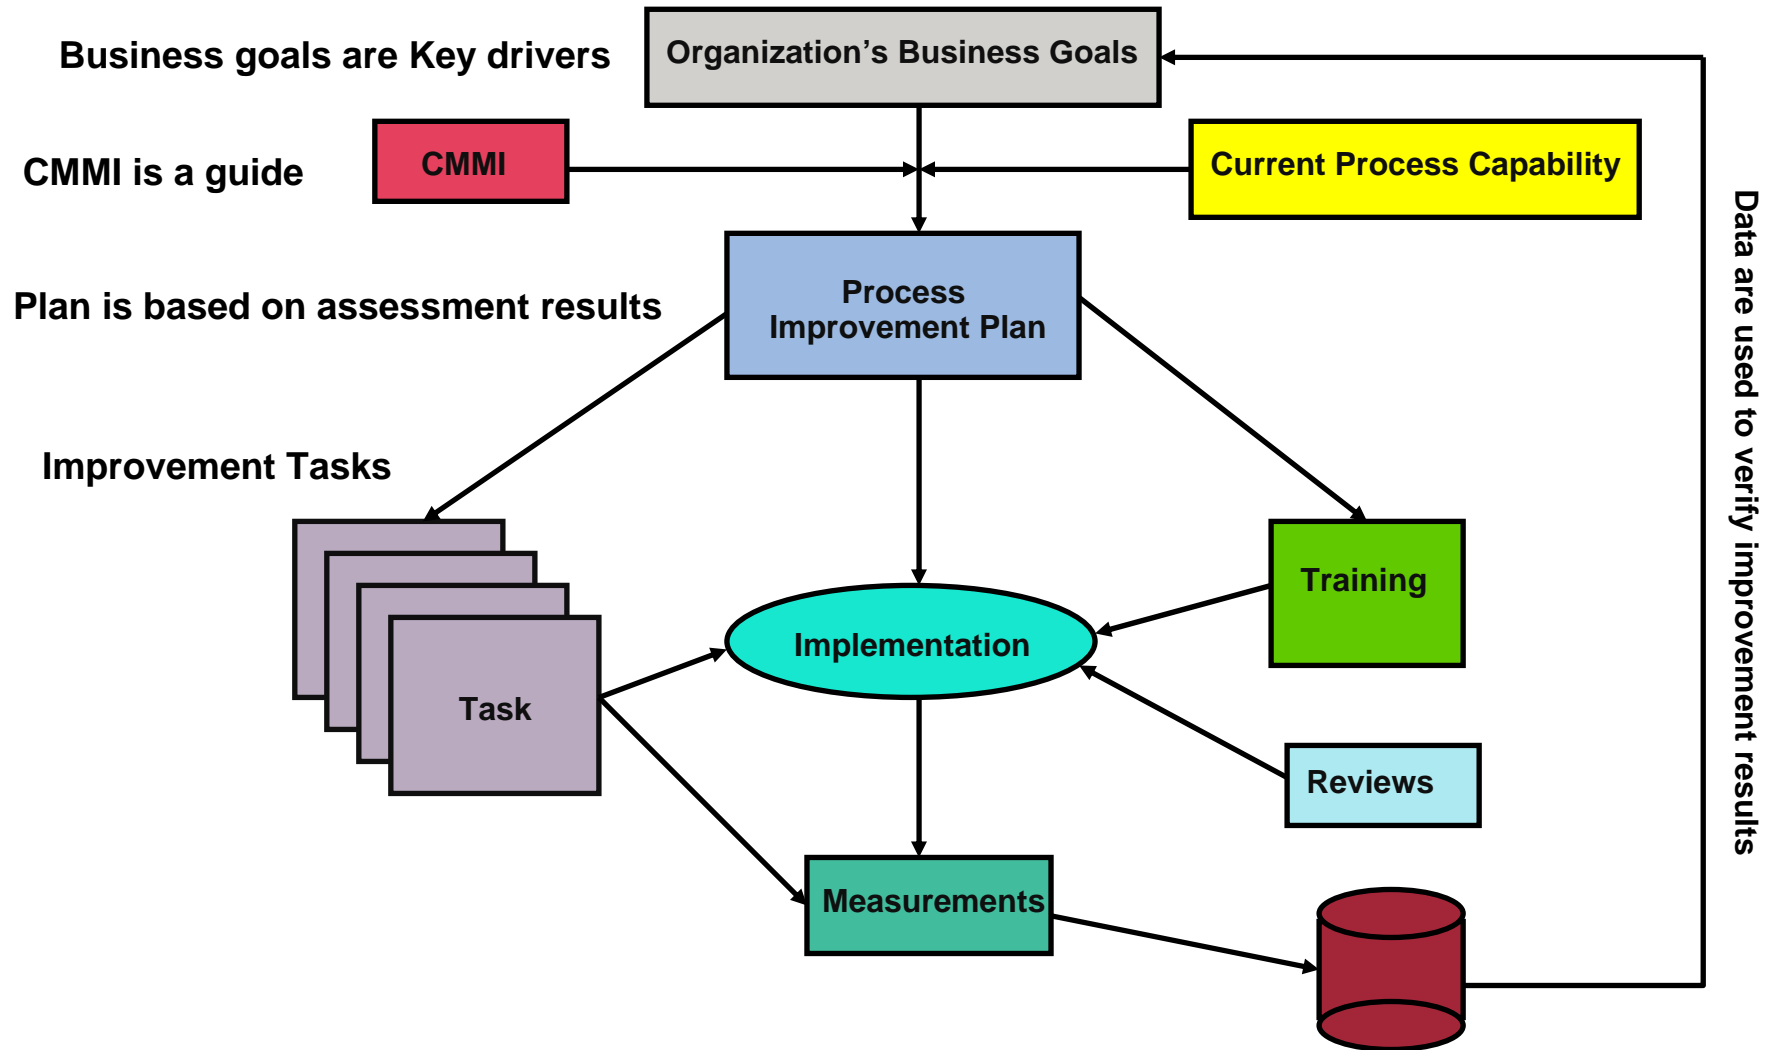 Business goals are Key drivers
Organization’s Business Goals
CMMI is a guide
CMMI
Current Process Capability
Plan is based on assessment results
Process
Improvement Plan
Improvement Tasks
Task
Implementation
Training
Reviews
Measurements
Data are used to verify improvement results